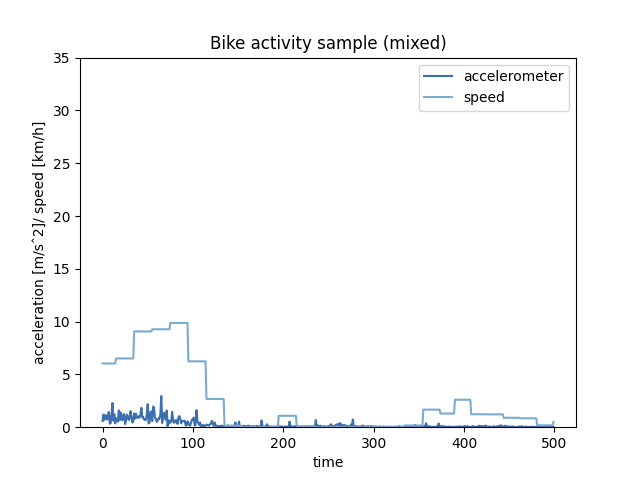 Bike activity sample (mixed)
accelerometer
speed
35
30
25
20
15
10
5
0
acceleration [m/sˆ2]/ speed [km/h]
0 100 200 300 400 500
time